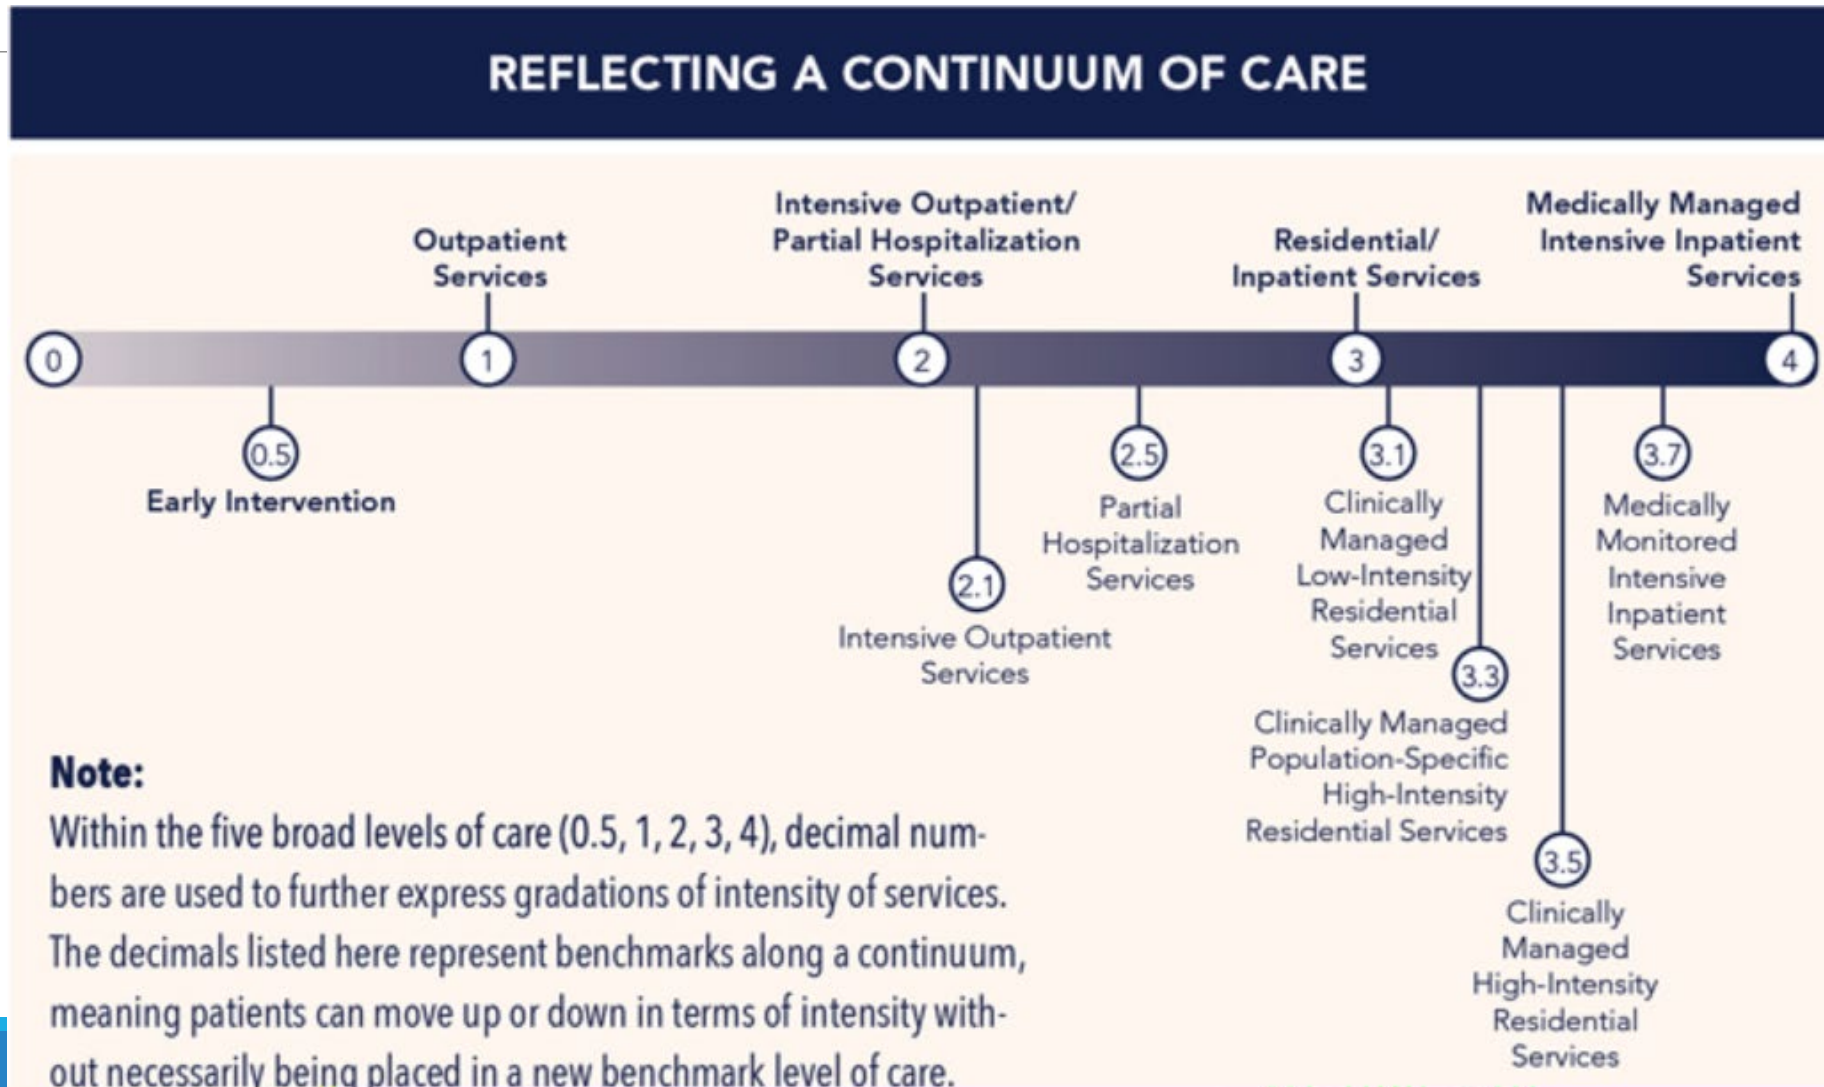 REFLECTING A CONTINUUM OF CARE
Outpatient
Services
Intensive Outpatient/
Partial Hospitalization
Services
Residential/
Inpatient Services
Medically Managed
Intensive Inpatient
Services
0
1
2
3
4
0.5
Early Intervention
2.1
Intensive Outpatient
Services
2.5
Partial
Hospitalization
Services
3.1
Clinically
Managed
Low-Intensity
Residential
Services
3.3
Clinically Managed
Population-Specific
High-Intensity
Residential Services
3.5
Clinically
Managed
High-Intensity
Residential
Services
3.7
Medically
Monitored
Intensive
Inpatient
Services
Note:
Within the five broad levels of care (0.5, 1, 2, 3, 4), decimal num-
bers are used to further express gradations of intensity of services.
The decimals listed here represent benchmarks along a continuum,
meaning patients can move up or down in terms of intensity with-
out necessarily being placed in a new benchmark level of care.